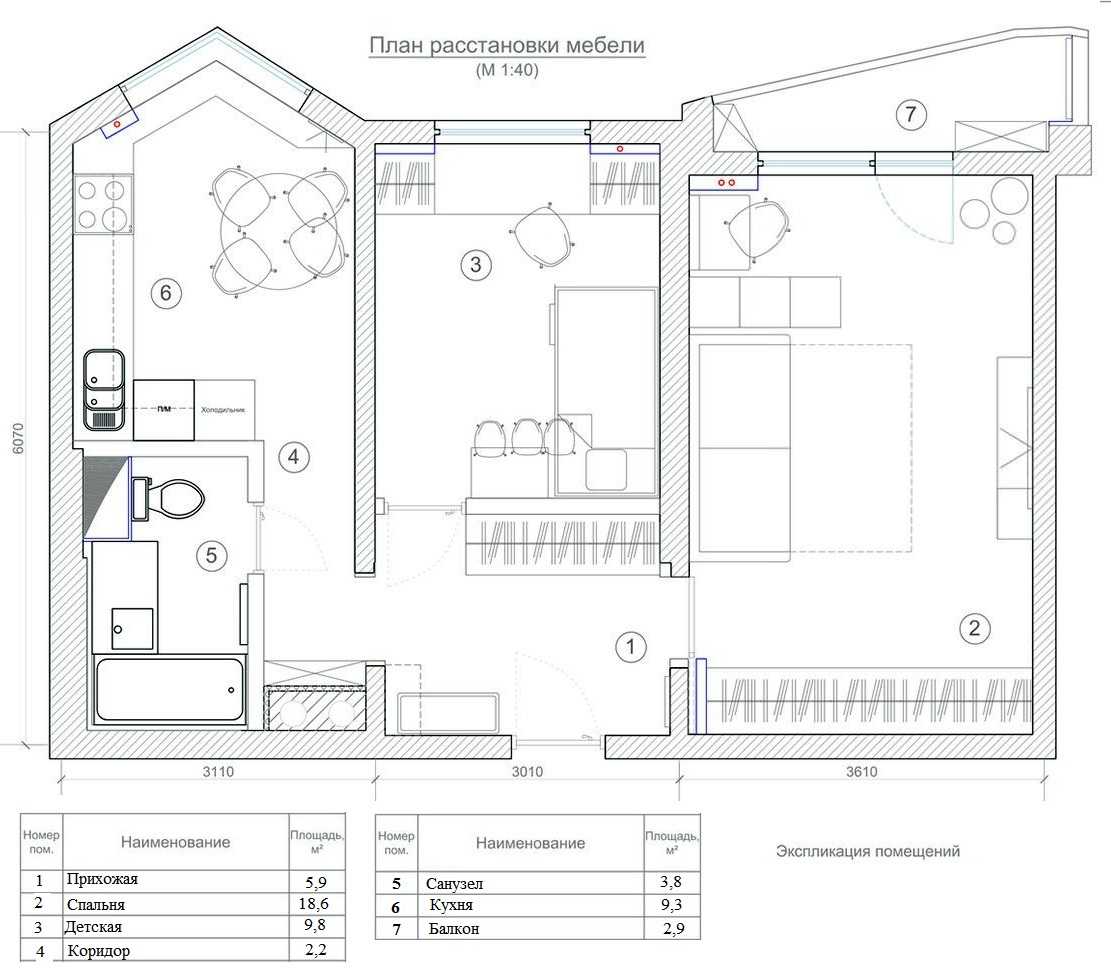 План расстановки мебели
(М 1:40)
7
3
6
П/М
Холодильник
4
5
1
2
6070
3110
3010
3610
Номер пом. Наименование Площадь, м²
1 Прихожая 5,9
2 Спальня 18,6
3 Детская 9,8
4 Коридор 2,2
Номер пом. Наименование Площадь, м²
5 Санузел 3,8
6 Кухня 9,3
7 Балкон 2,9
Экспликация помещений